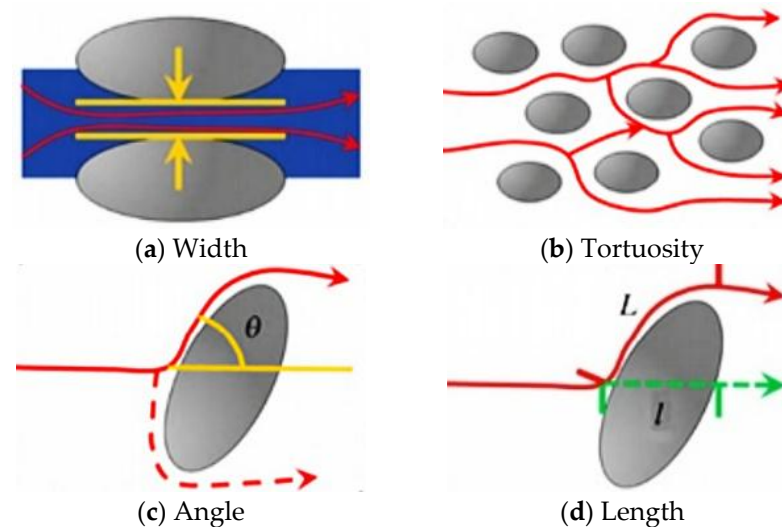 (a) Width
(b) Tortuosity
θ
L
l
(c) Angle
(d) Length